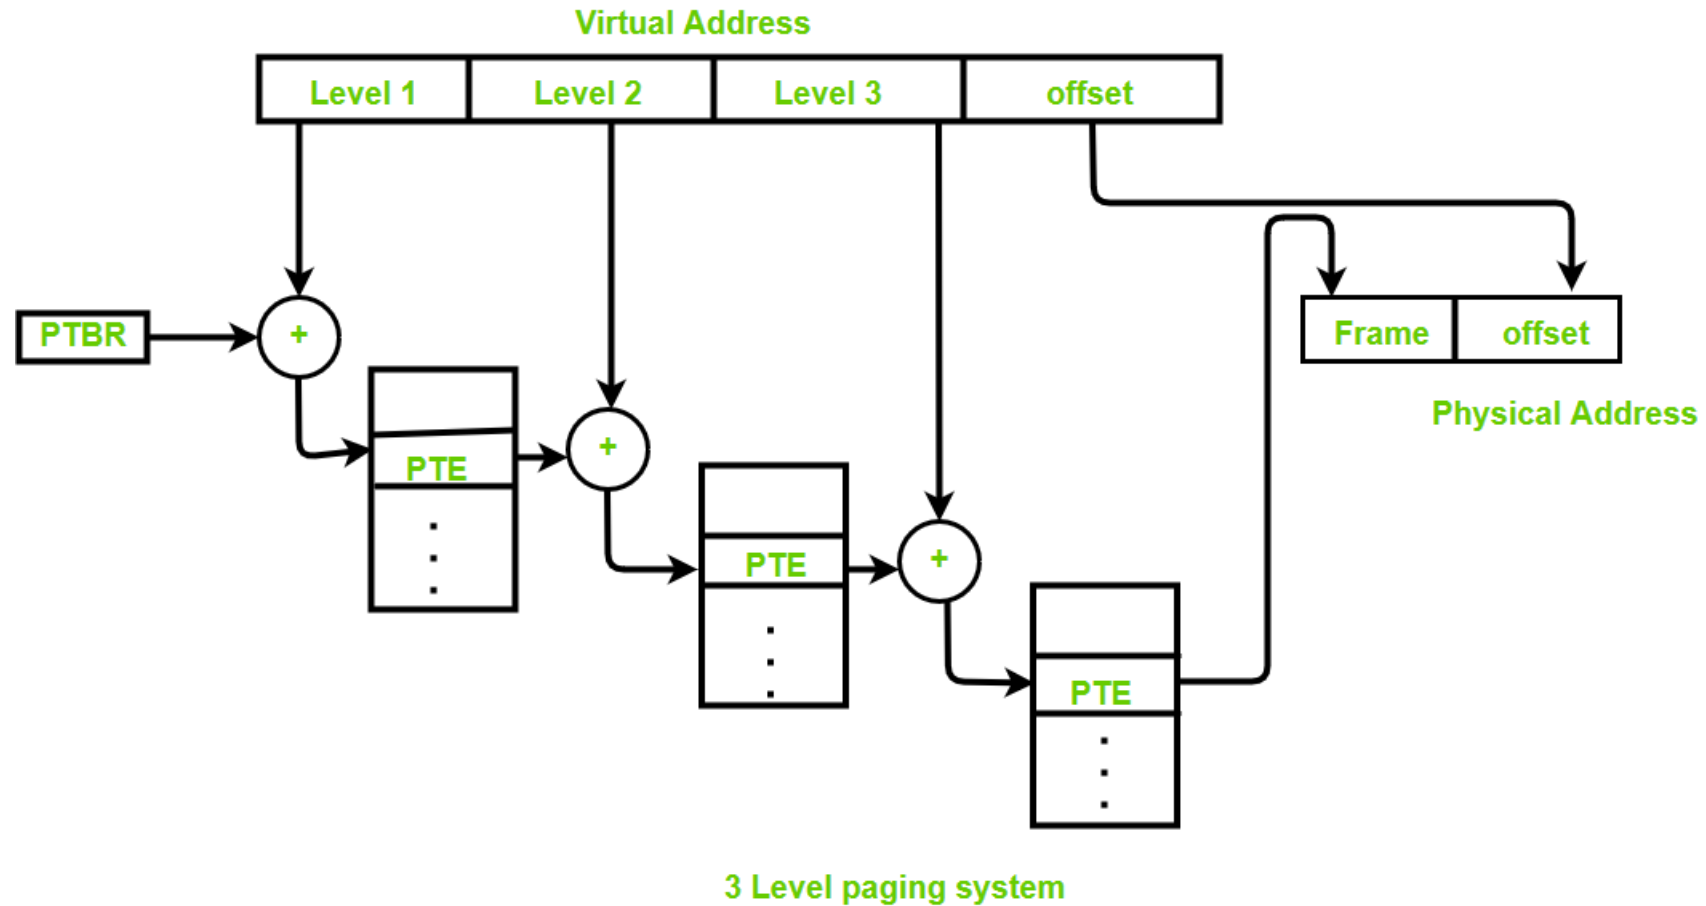 Virtual Address
Level 1 Level 2 Level 3 offset
PTBR + Frame offset
Physical Address
PTE +
PTE +
PTE
3 Level paging system